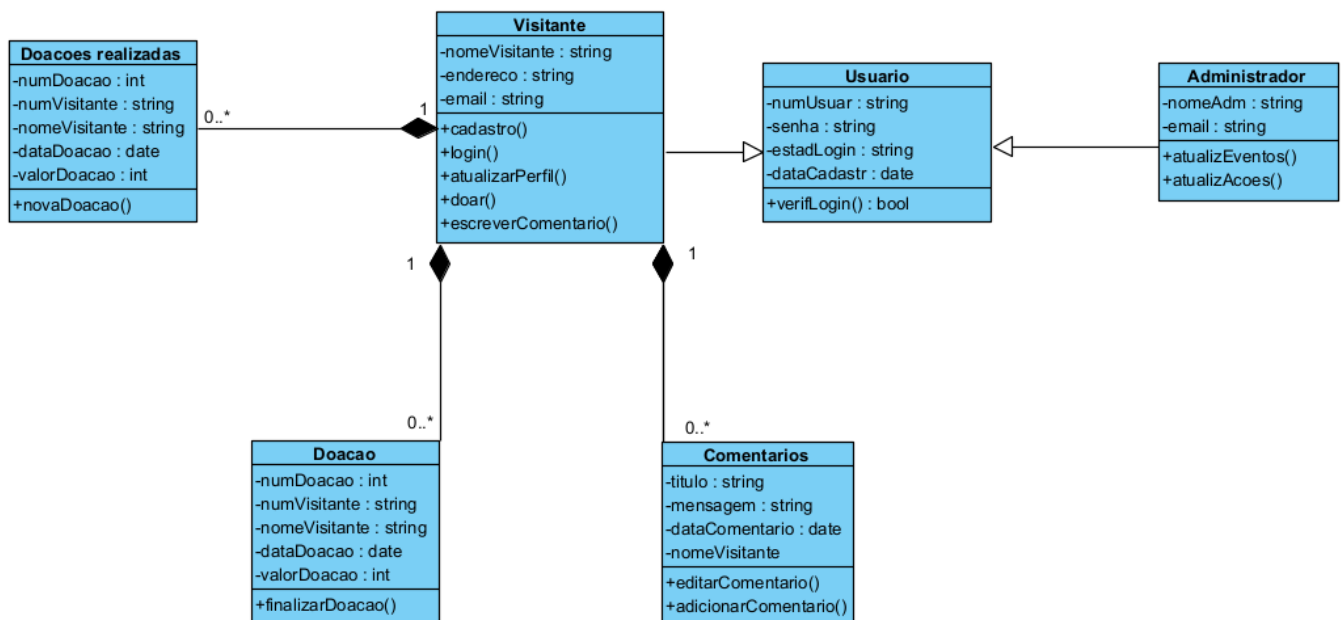 Doacoes realizadas
-numDoacao : int
-numVisitante : string
-nomeVisitante : string
-dataDoacao : date
-valorDoacao : int
+novaDoacao()
0..*
1
Visitante
-nomeVisitante : string
-endereco : string
-email : string
+cadastro()
+login()
+atualizarPerfil()
+doar()
+escreverComentario()
Usuario
-numUsuar : string
-senha : string
-estadLogin : string
-dataCadastr : date
+verifLogin() : bool
Administrador
-nomeAdm : string
-email : string
+atualizEventos()
+atualizAcoes()
1
1
0..*
0..*
Doacao
-numDoacao : int
-numVisitante : string
-nomeVisitante : string
-dataDoacao : date
-valorDoacao : int
+finalizarDoacao()
Comentarios
-titulo : string
-mensagem : string
-dataComentario : date
-nomeVisitante
+editarComentario()
+adicionarComentario()